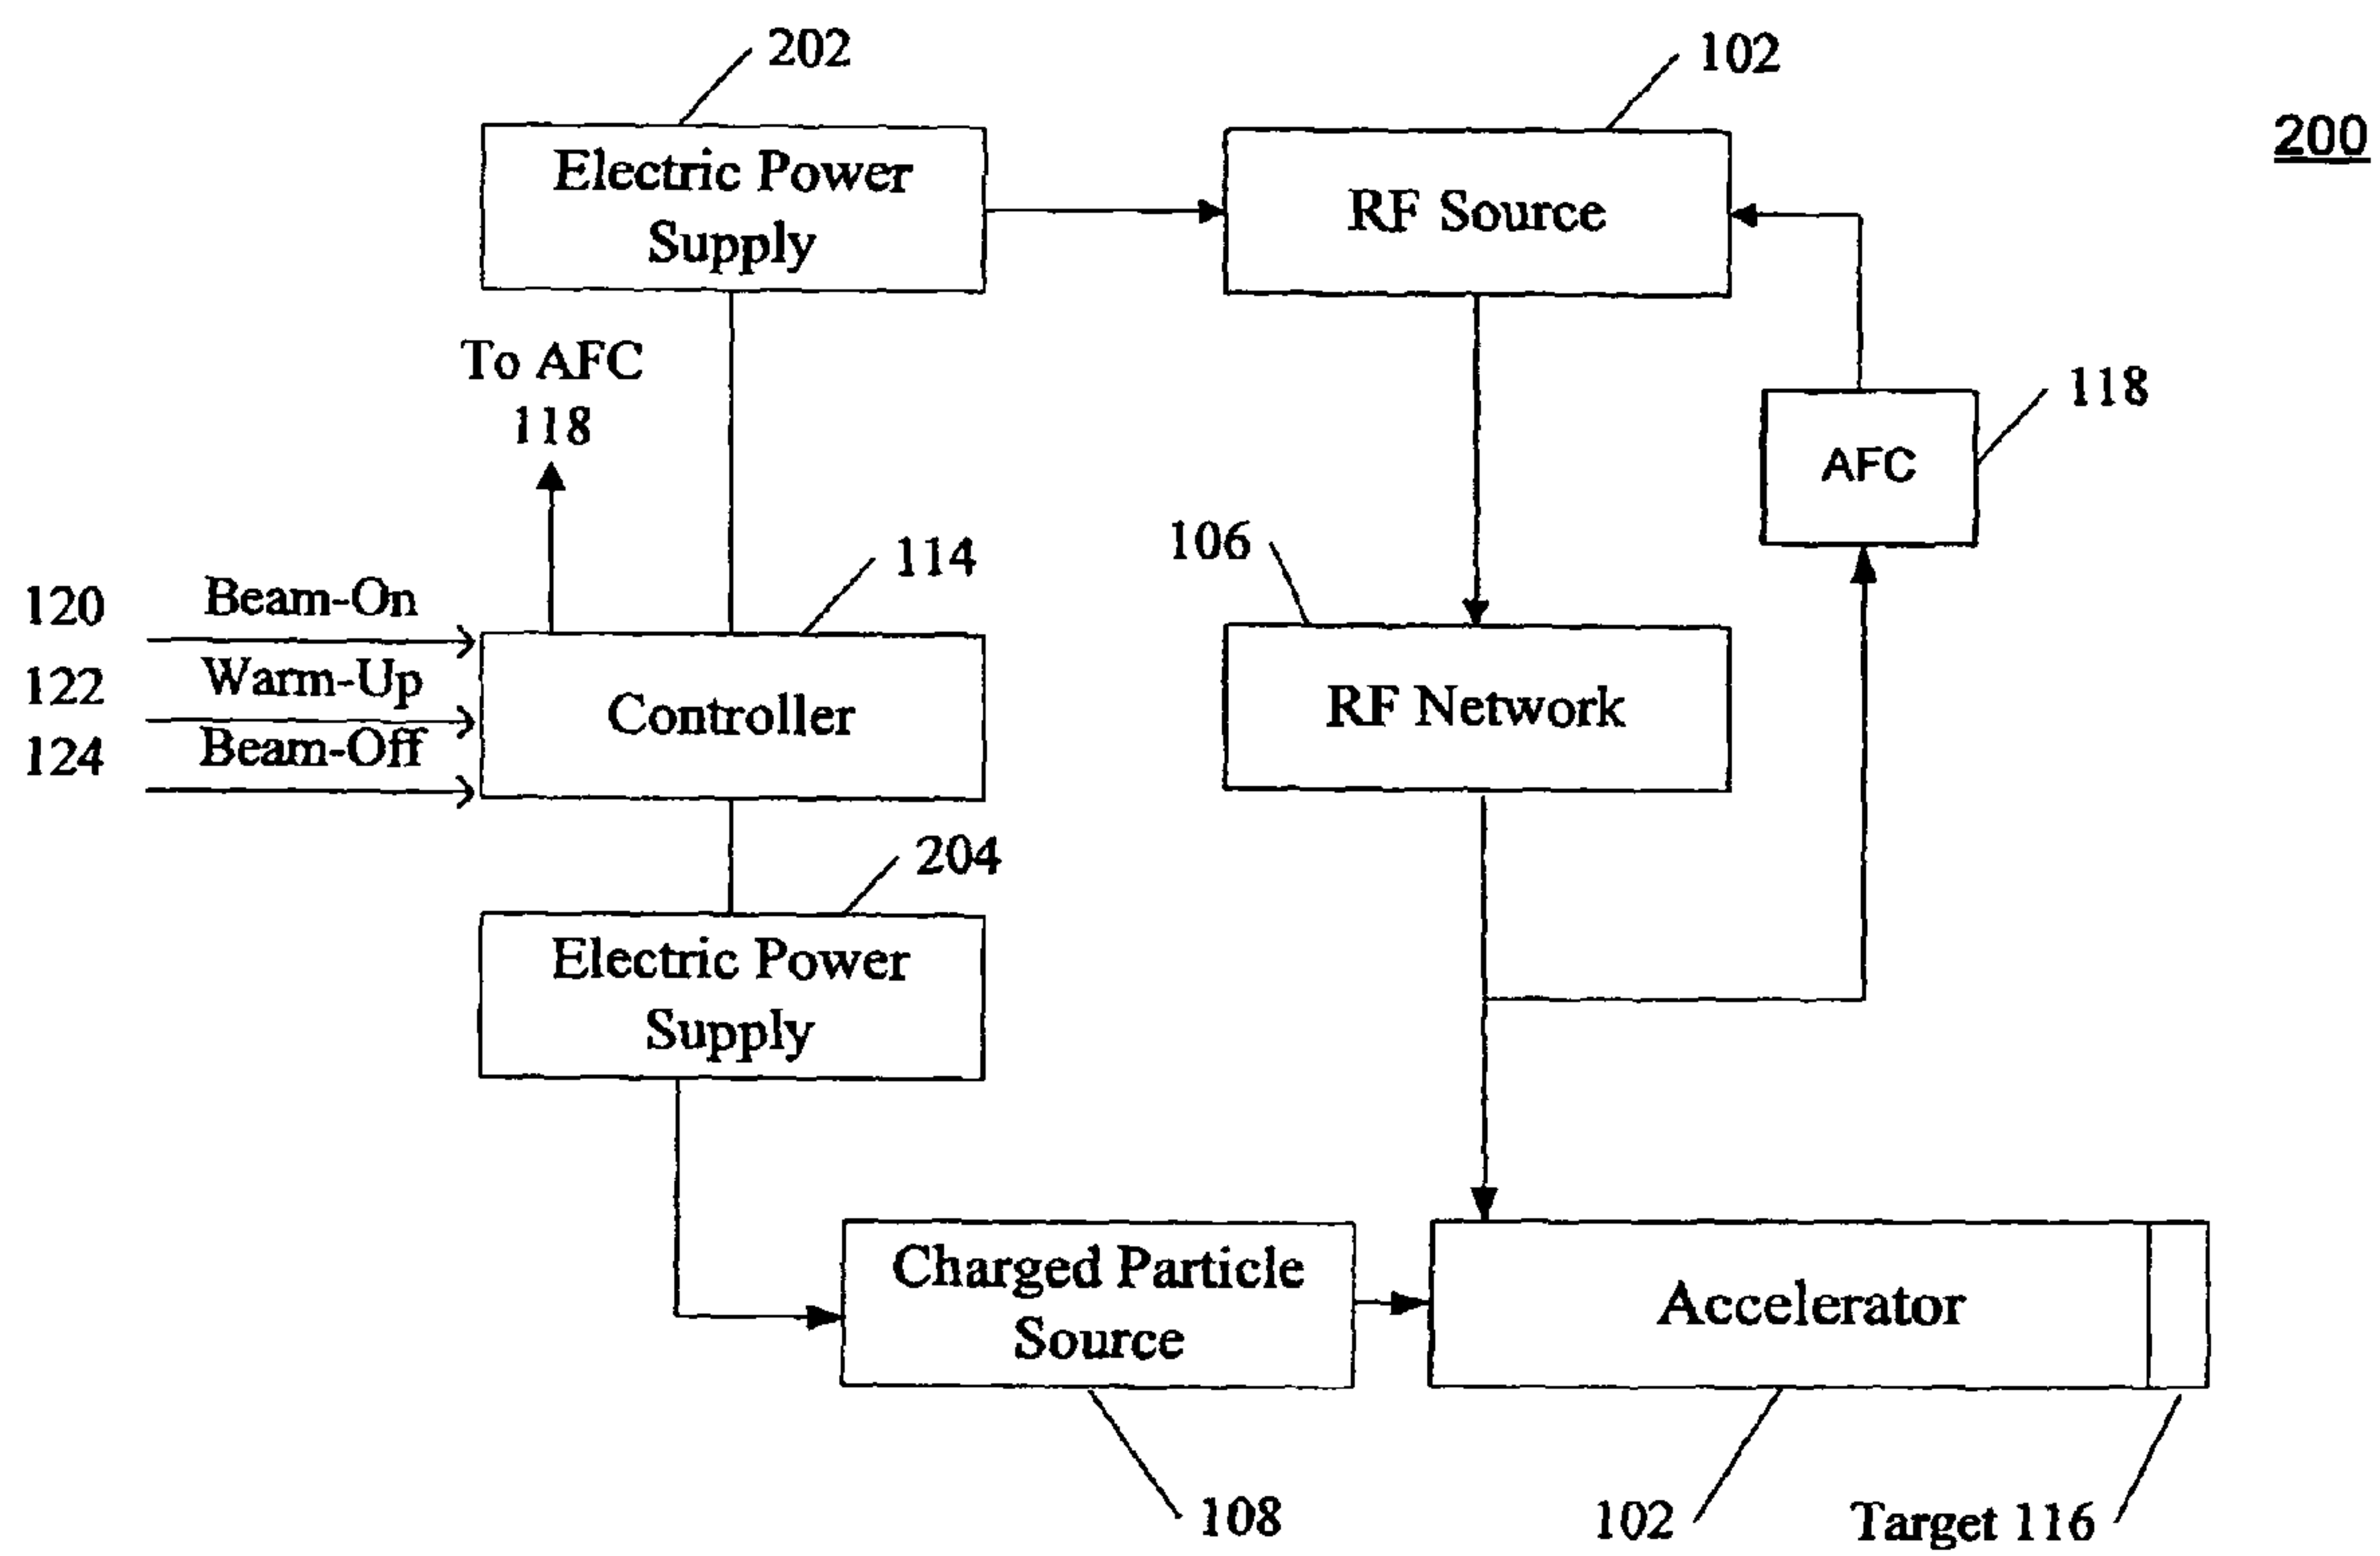 202
102
200
Electric Power
Supply
RF Source
To AFC
118
118
AFC
106
114
120
Beam-On
122
Warm-Up
124
Beam-Off
Controller
RF Network
204
Electric Power
Supply
Charged Particle
Source
Accelerator
108
102
Target 116